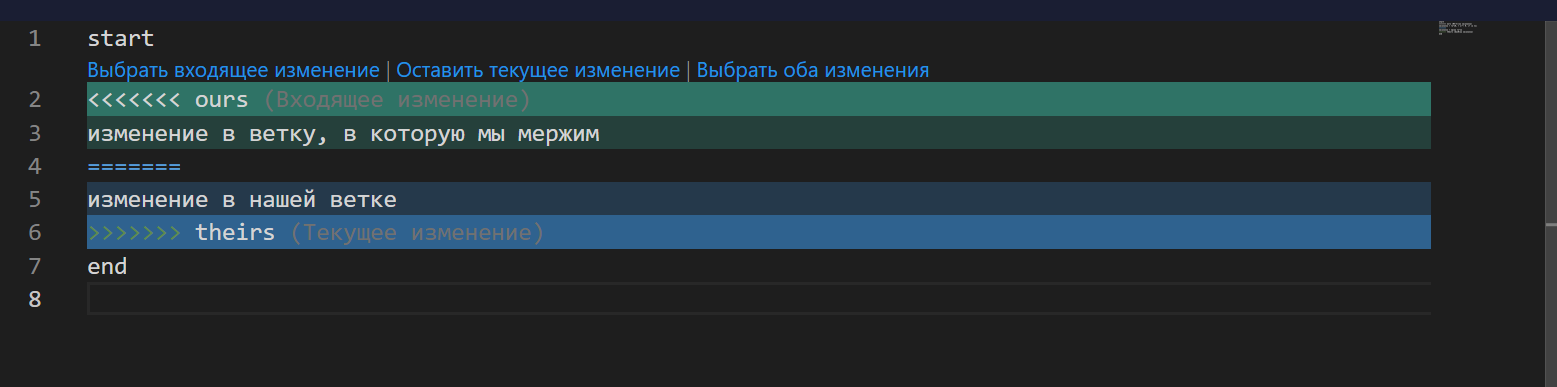 1 start
Выбрать входящее изменение | Оставить текущее изменение | Выбрать оба изменения
2 <<<<<<< ours (Входящее изменение)
3 изменение в ветку, в которую мы мержим
4 =======
5 изменение в нашей ветке
6 >>>>>>> theirs (Текущее изменение)
7 end
8